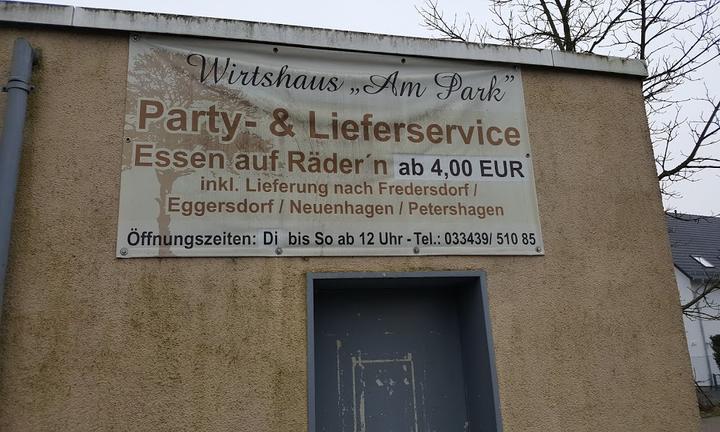 Wirtshaus „Am Park”
Party- & Lieferservice
Essen auf Räder´n ab 4,00 EUR
inkl. Lieferung nach Fredersdorf /
Eggersdorf / Neuenhagen / Petershagen
Öffnungszeiten: Di bis So ab 12 Uhr - Tel.: 033439/ 510 85